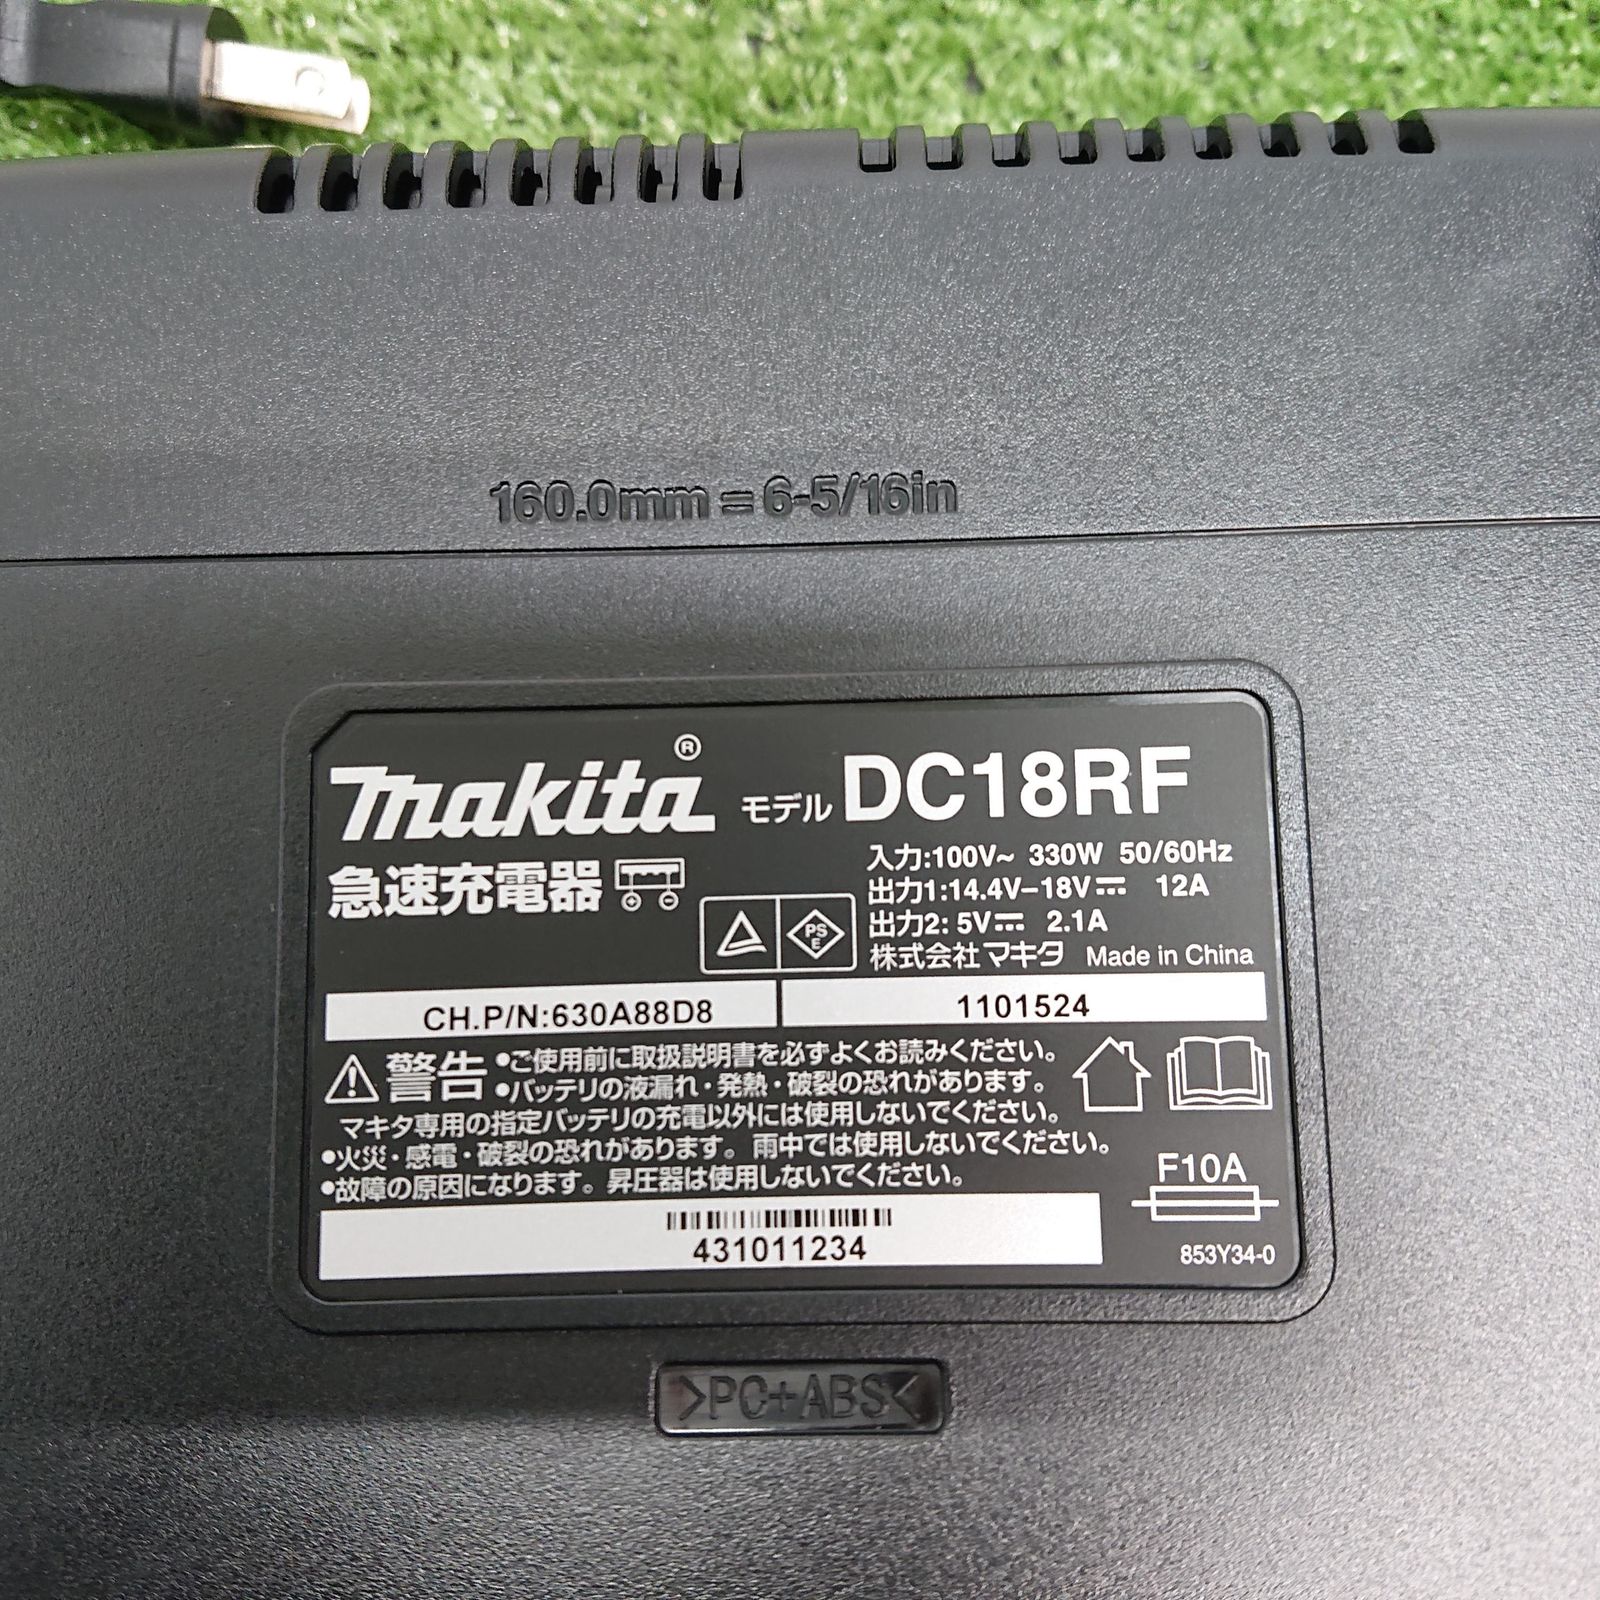 160.0mm=6-5/16in
makita® モデル DC18RF
急速充電器
入力:100V~ 330W 50/60Hz
出力1:14.4V-18V⎓ 12A
出力2:5V⎓ 2.1A
PS
E
株式会社マキタ Made in China
CH.P/N:630A88D8 1101524
警告 •ご使用前に取扱説明書を必ずよくお読みください。
•バッテリの液漏れ・発熱・破裂の恐れがあります。
マキタ専用の指定バッテリの充電以外には使用しないでください。
•火災・感電・破裂の恐れがあります。雨中では使用しないでください。
•故障の原因になります。昇圧器は使用しないでください。
F10A
431011234
853Y34-0
>PC+ABS<